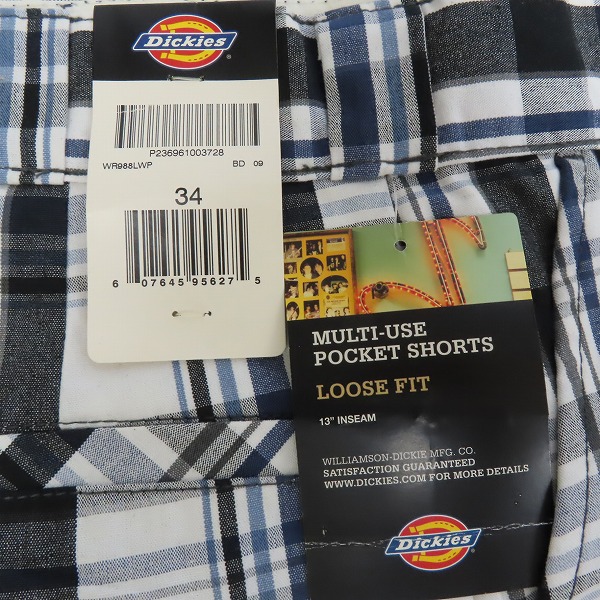 Dickies
P236961003728
WR988LWP BD 09
34
6 07645 95627 5
MULTI-USE
POCKET SHORTS
LOOSE FIT
13" INSEAM
WILLIAMSON-DICKIE MFG. CO.
SATISFACTION GUARANTEED
WWW.DICKIES.COM FOR MORE DETAILS
Dickies